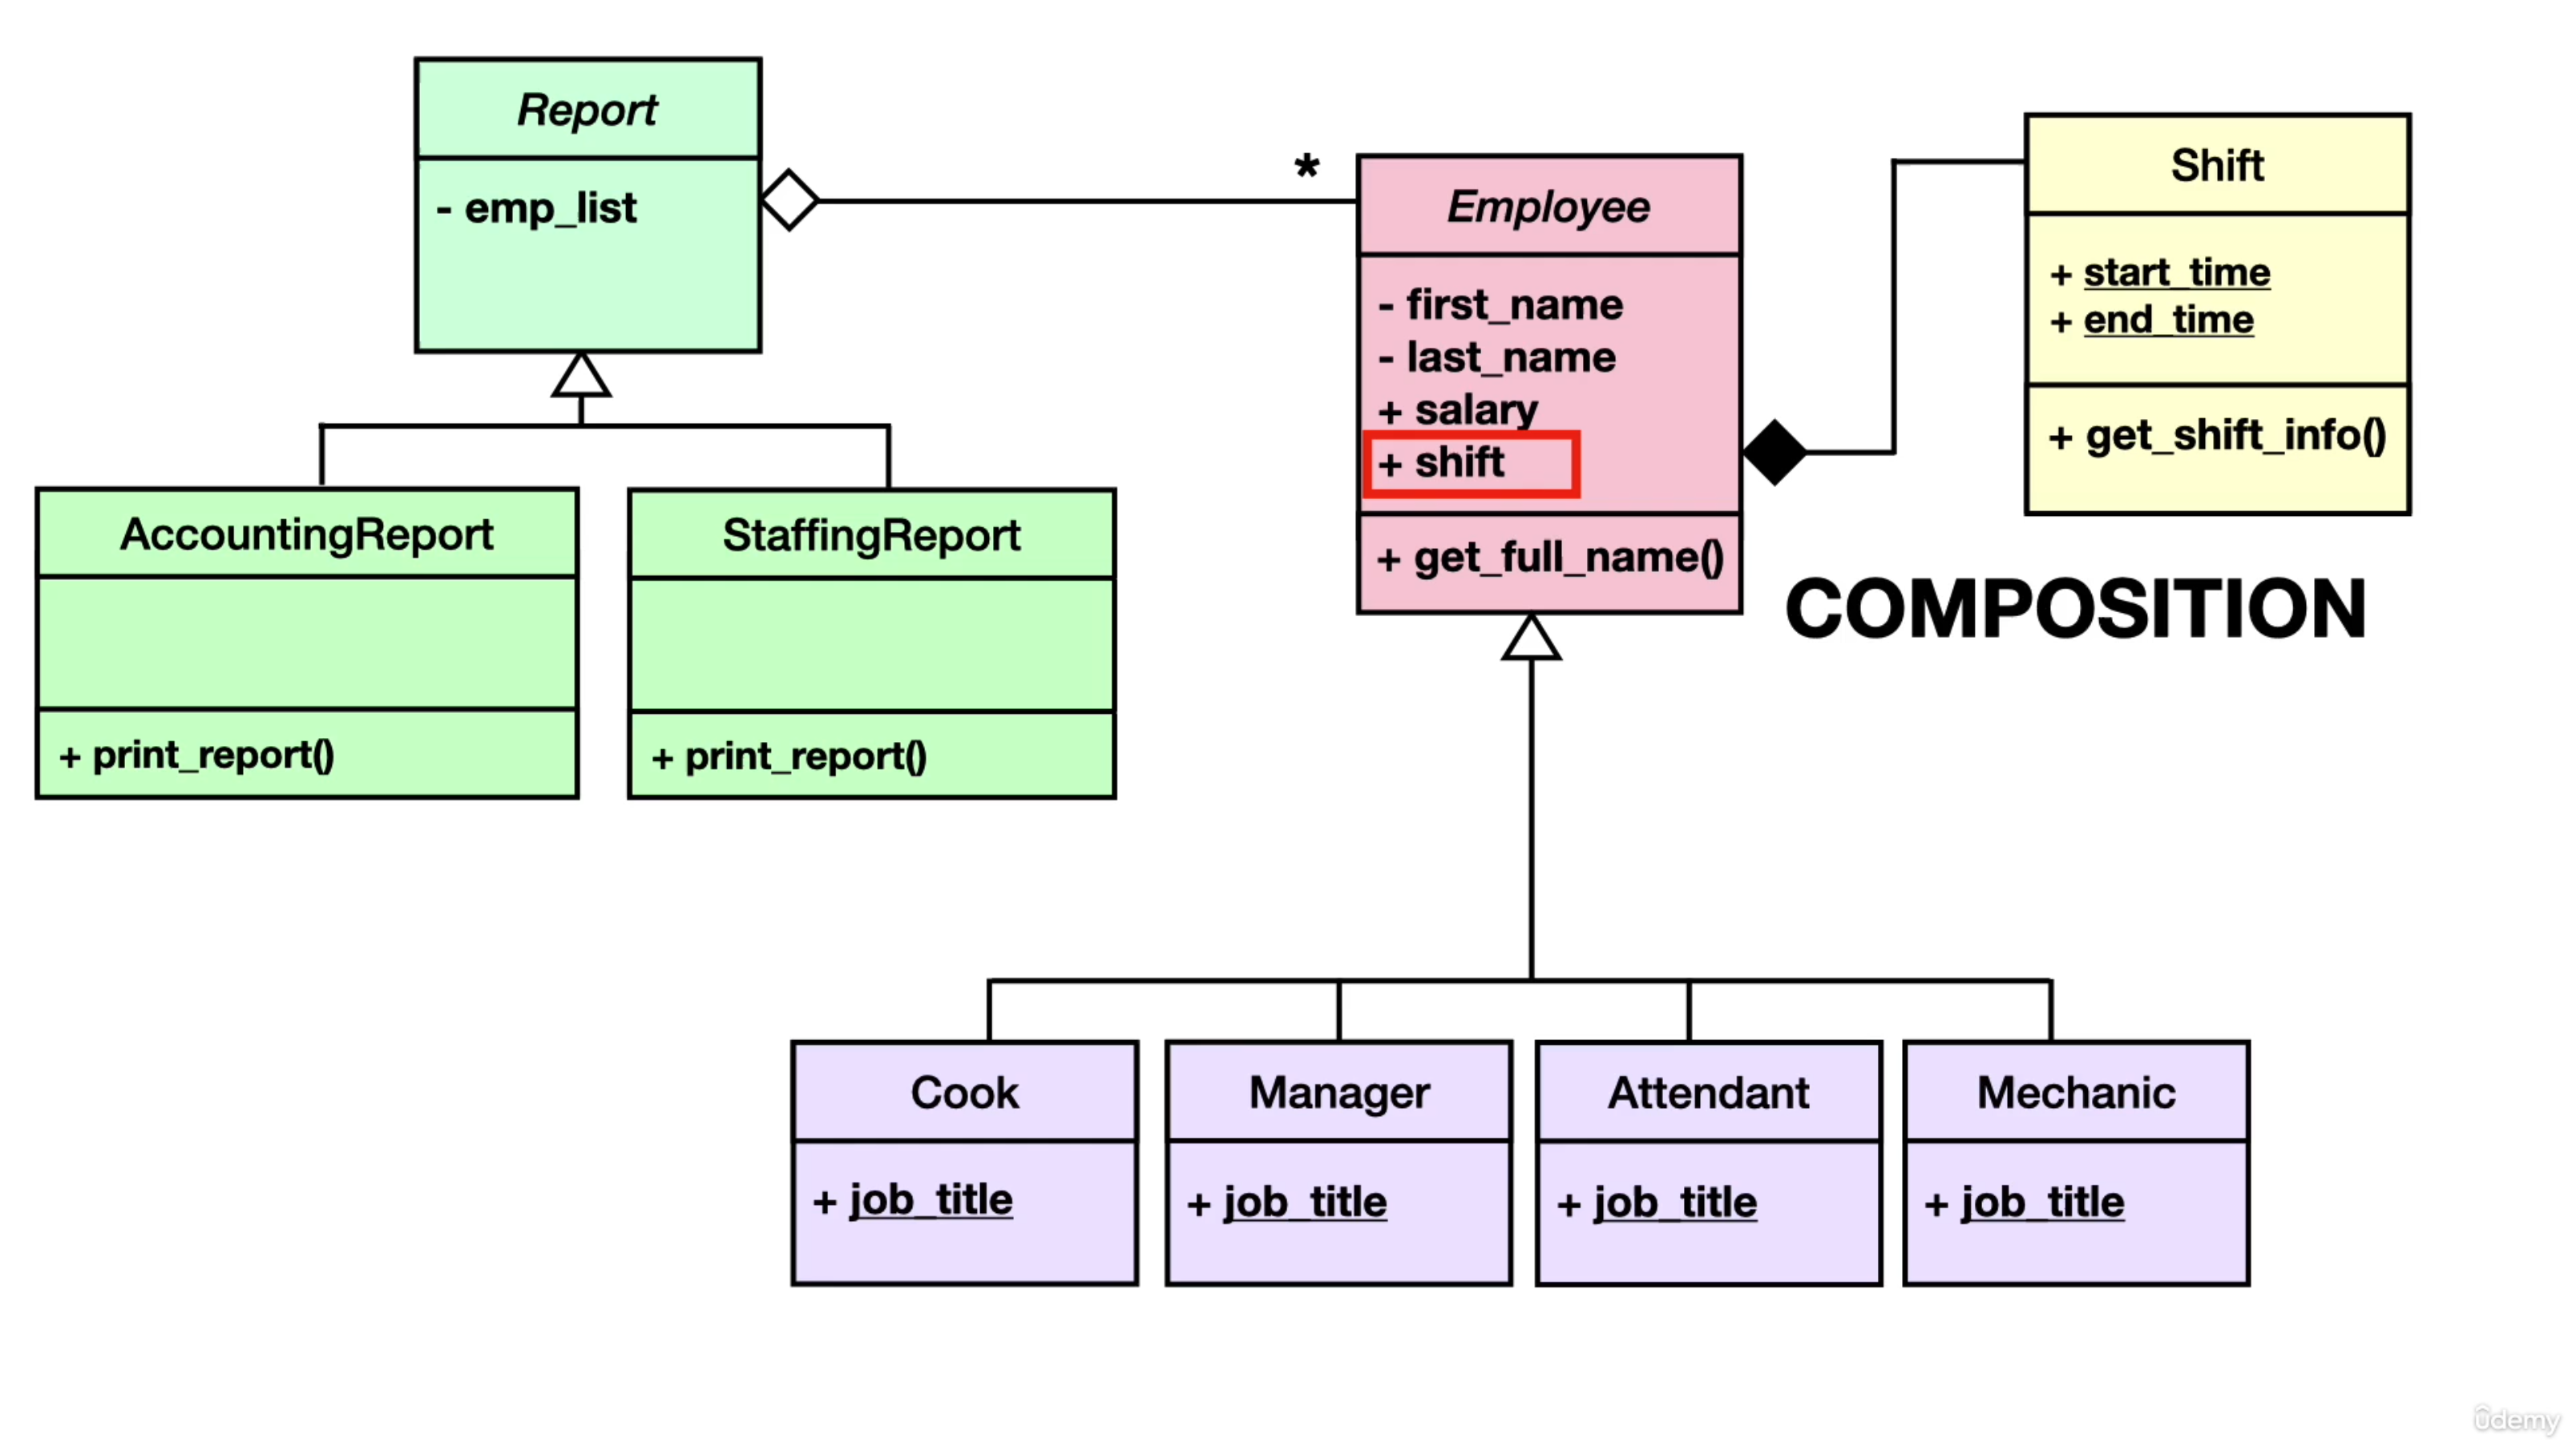 Report
- emp_list
*
Employee
- first_name
- last_name
+ salary
+ shift
+ get_full_name()
Shift
+ start_time
+ end_time
+ get_shift_info()
COMPOSITION
AccountingReport
+ print_report()
StaffingReport
+ print_report()
Cook
+ job_title
Manager
+ job_title
Attendant
+ job_title
Mechanic
+ job_title
ûdemy